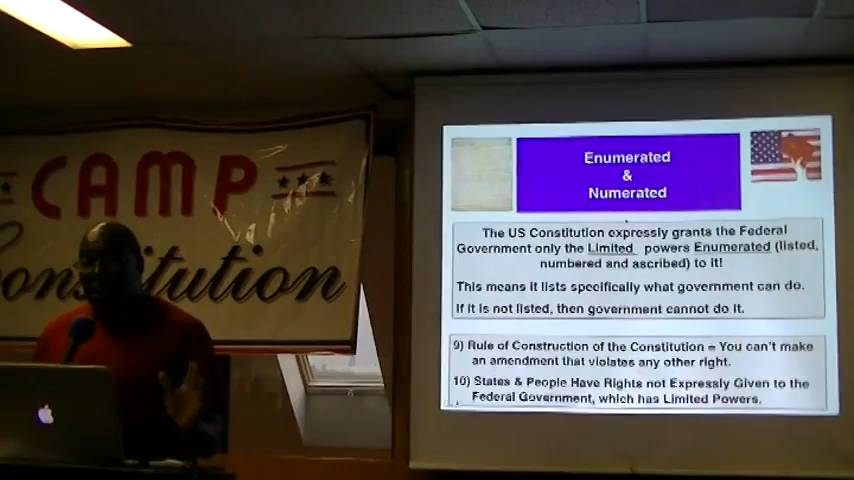 CAMP
Constitution
Enumerated
&
Numerated
The US Constitution expressly grants the Federal
Government only the Limited powers Enumerated (listed,
numbered and ascribed) to it!
This means it lists specifically what government can do.
If it is not listed, then government cannot do it.
9) Rule of Construction of the Constitution = You can't make
an amendment that violates any other right.
10) States & People Have Rights not Expressly Given to the
Federal Government, which has Limited Powers.